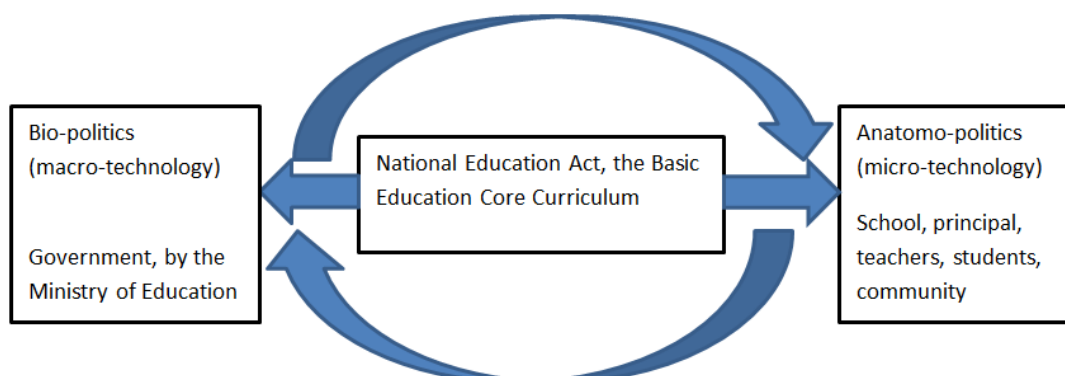 Bio-politics
(macro-technology)
Government, by the
Ministry of Education
National Education Act, the Basic
Education Core Curriculum
Anatomo-politics
(micro-technology)
School, principal,
teachers, students,
community